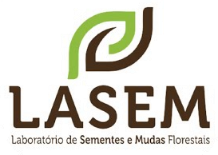 LASEM
Laboratório de Sementes e Mudas Florestais